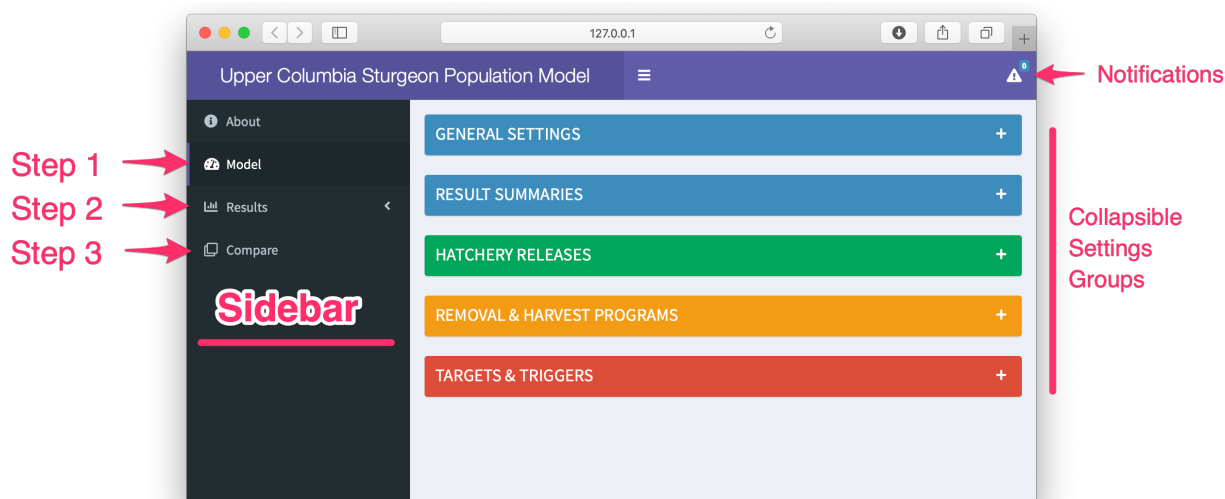 127.0.0.1
Upper Columbia Sturgeon Population Model
0
Notifications
About
Step 1
Model
Step 2
Results
Step 3
Compare
Sidebar
GENERAL SETTINGS
RESULT SUMMARIES
HATCHERY RELEASES
REMOVAL & HARVEST PROGRAMS
TARGETS & TRIGGERS
Collapsible
Settings
Groups